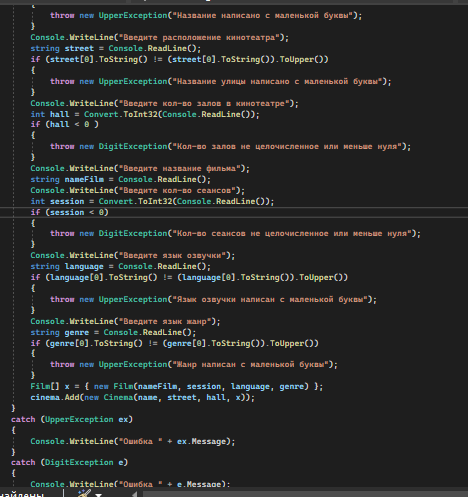 {
throw new UpperException("Название написано с маленькой буквы");
}
Console.WriteLine("Введите расположение кинотеатра");
string street = Console.ReadLine();
if (street[0].ToString() != (street[0].ToString()).ToUpper())
{
throw new UpperException("Название улицы написано с маленькой буквы");
}
Console.WriteLine("Введите кол-во залов в кинотеатре");
int hall = Convert.ToInt32(Console.ReadLine());
if (hall < 0 )
{
throw new DigitException("Кол-во залов не целочисленное или меньше нуля");
}
Console.WriteLine("Введите название фильма");
string nameFilm = Console.ReadLine();
Console.WriteLine("Введите кол-во сеансов");
int session = Convert.ToInt32(Console.ReadLine());
if (session < 0)
{
throw new DigitException("Кол-во сеансов не целочисленное или меньше нуля");
}
Console.WriteLine("Введите язык озвучки");
string language = Console.ReadLine();
if (language[0].ToString() != (language[0].ToString()).ToUpper())
{
throw new UpperException("Язык озвучки написан с маленькой буквы");
}
Console.WriteLine("Введите язык жанр");
string genre = Console.ReadLine();
if (genre[0].ToString() != (genre[0].ToString()).ToUpper())
{
throw new UpperException("Жанр написан с маленькой буквы");
}
Film[] x = { new Film(nameFilm, session, language, genre) };
cinema.Add(new Cinema(name, street, hall, x));
}
catch (UpperException ex)
{
Console.WriteLine("Ошибка " + ex.Message);
}
catch (DigitException e)
{
Console.WriteLine("Ошибка " + e.Message);